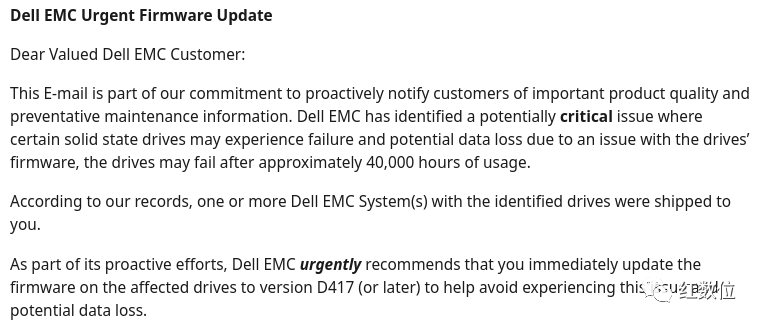 Dell EMC Urgent Firmware Update
Dear Valued Dell EMC Customer:
This E-mail is part of our commitment to proactively notify customers of important product quality and
preventative maintenance information. Dell EMC has identified a potentially critical issue where
certain solid state drives may experience failure and potential data loss due to an issue with the drives’
firmware, the drives may fail after approximately 40,000 hours of usage.
According to our records, one or more Dell EMC System(s) with the identified drives were shipped to
you.
As part of its proactive efforts, Dell EMC urgently recommends that you immediately update the
firmware on the affected drives to version D417 (or later) to help avoid experiencing this issue and
potential data loss.
红数位